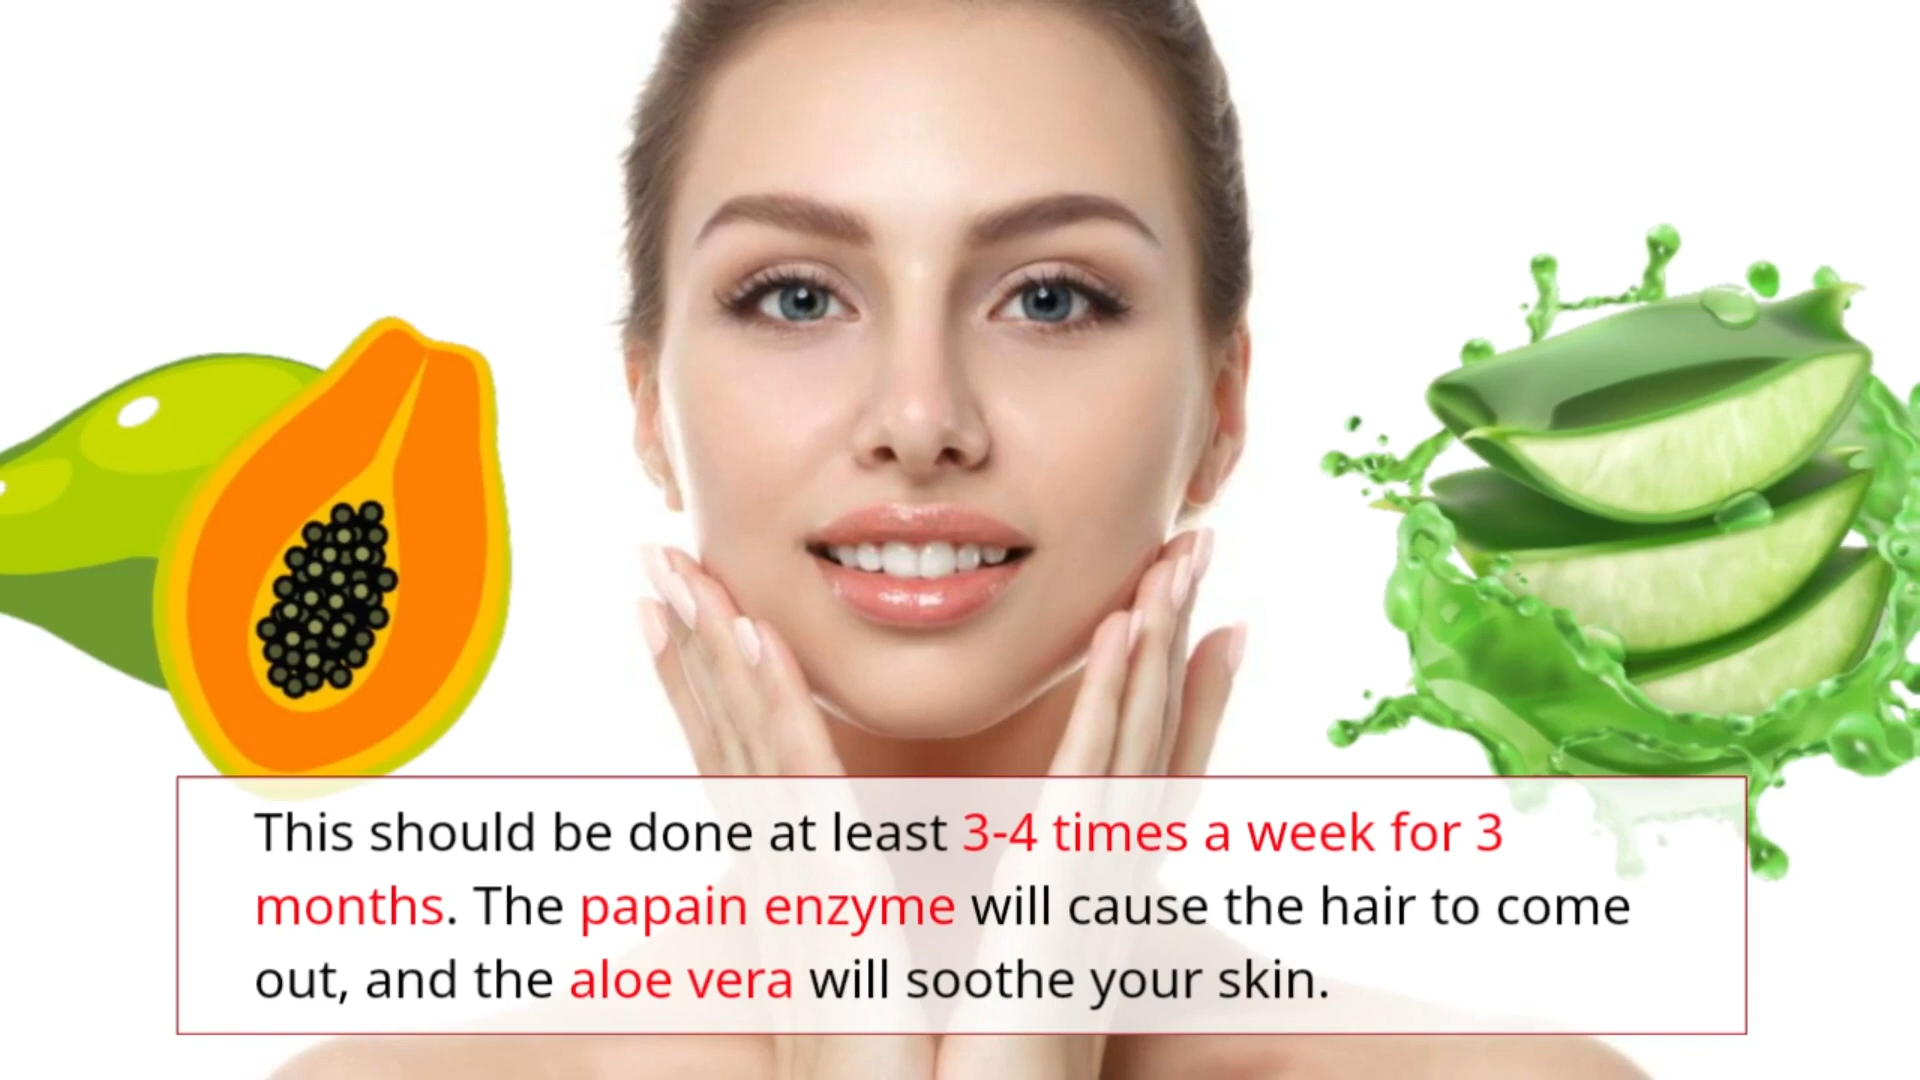 This should be done at least 3-4 times a week for 3
months. The papain enzyme will cause the hair to come
out, and the aloe vera will soothe your skin.